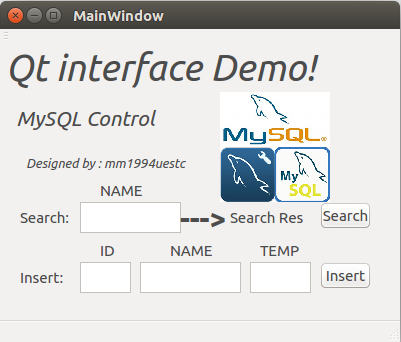 MainWindow
Qt interface Demo!
MySQL Control
MySQL®
My
SQL
Designed by : mm1994uestc
NAME
Search: ---> Search Res Search
ID NAME TEMP
Insert: Insert